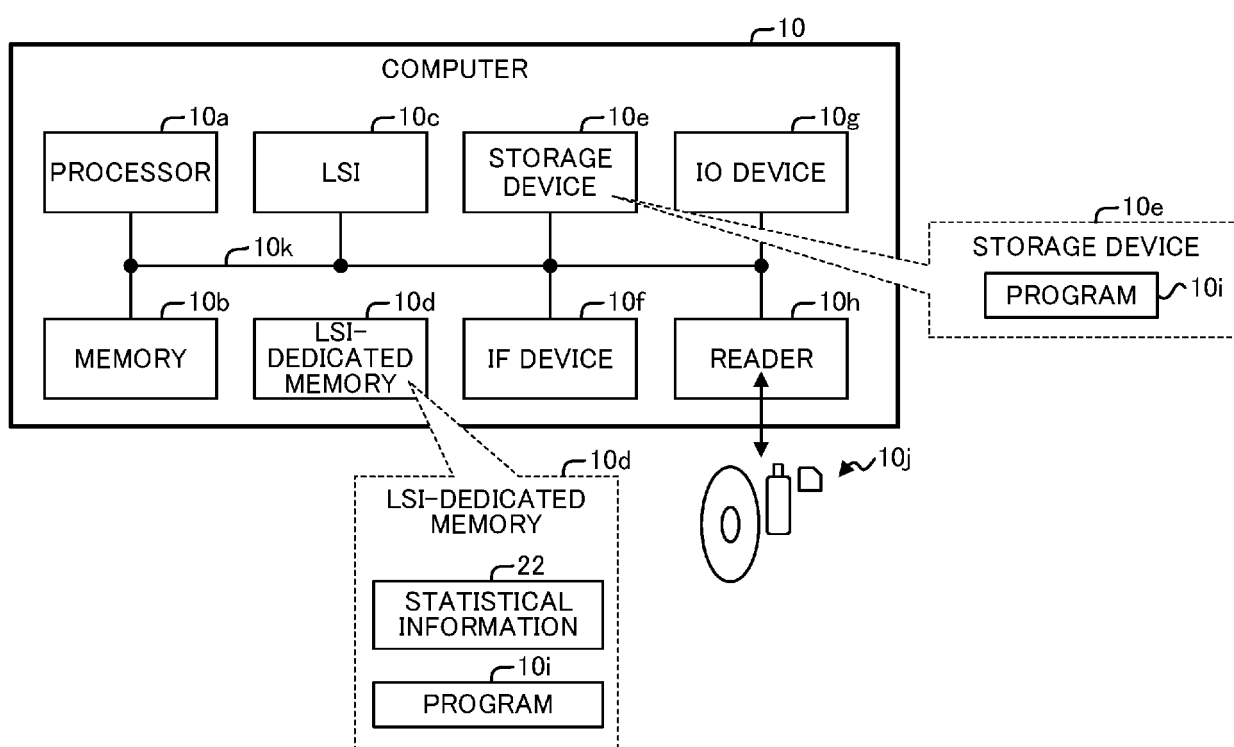 10
COMPUTER
10a
10c
10e
10g
PROCESSOR
LSI
STORAGE
DEVICE
IO DEVICE
10k
10b
10d
10f
10h
MEMORY
LSI-
DEDICATED
MEMORY
IF DEVICE
READER
10e
STORAGE DEVICE
PROGRAM
10i
10j
10d
LSI-DEDICATED
MEMORY
22
STATISTICAL
INFORMATION
10i
PROGRAM